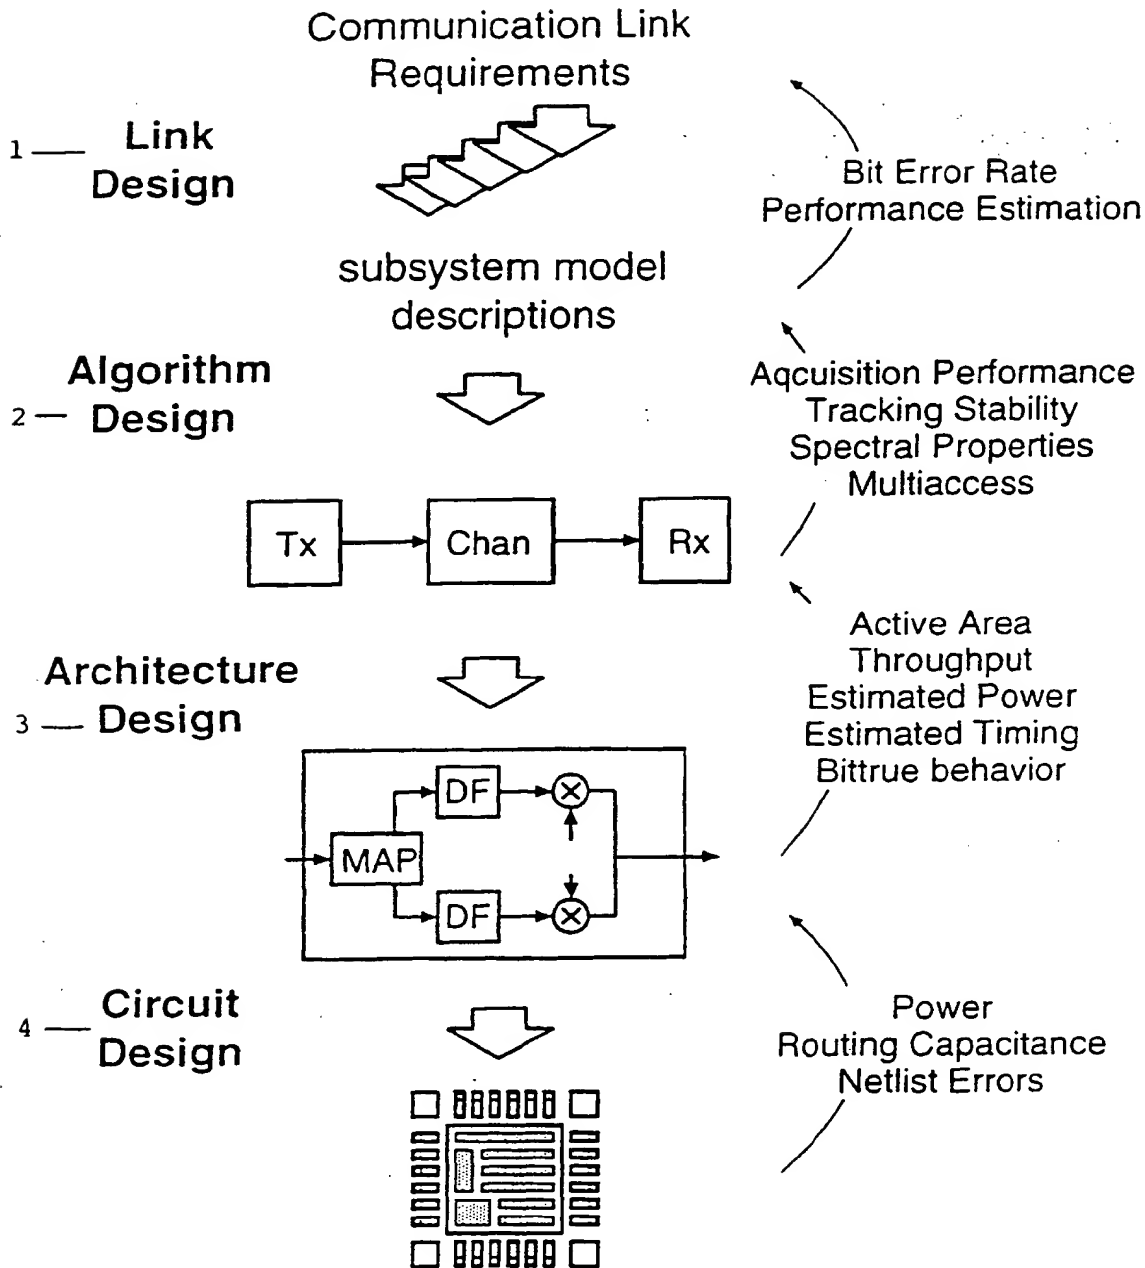 Communication Link
Requirements
1
Link
Design
Bit Error Rate
Performance Estimation
subsystem model
descriptions
2
Algorithm
Design
Aqcuisition Performance
Tracking Stability
Spectral Properties
Multiaccess
Tx
Chan
Rx
3
Architecture
Design
Active Area
Throughput
Estimated Power
Estimated Timing
Bittrue behavior
DF
MAP
DF
4
Circuit
Design
Power
Routing Capacitance
Netlist Errors